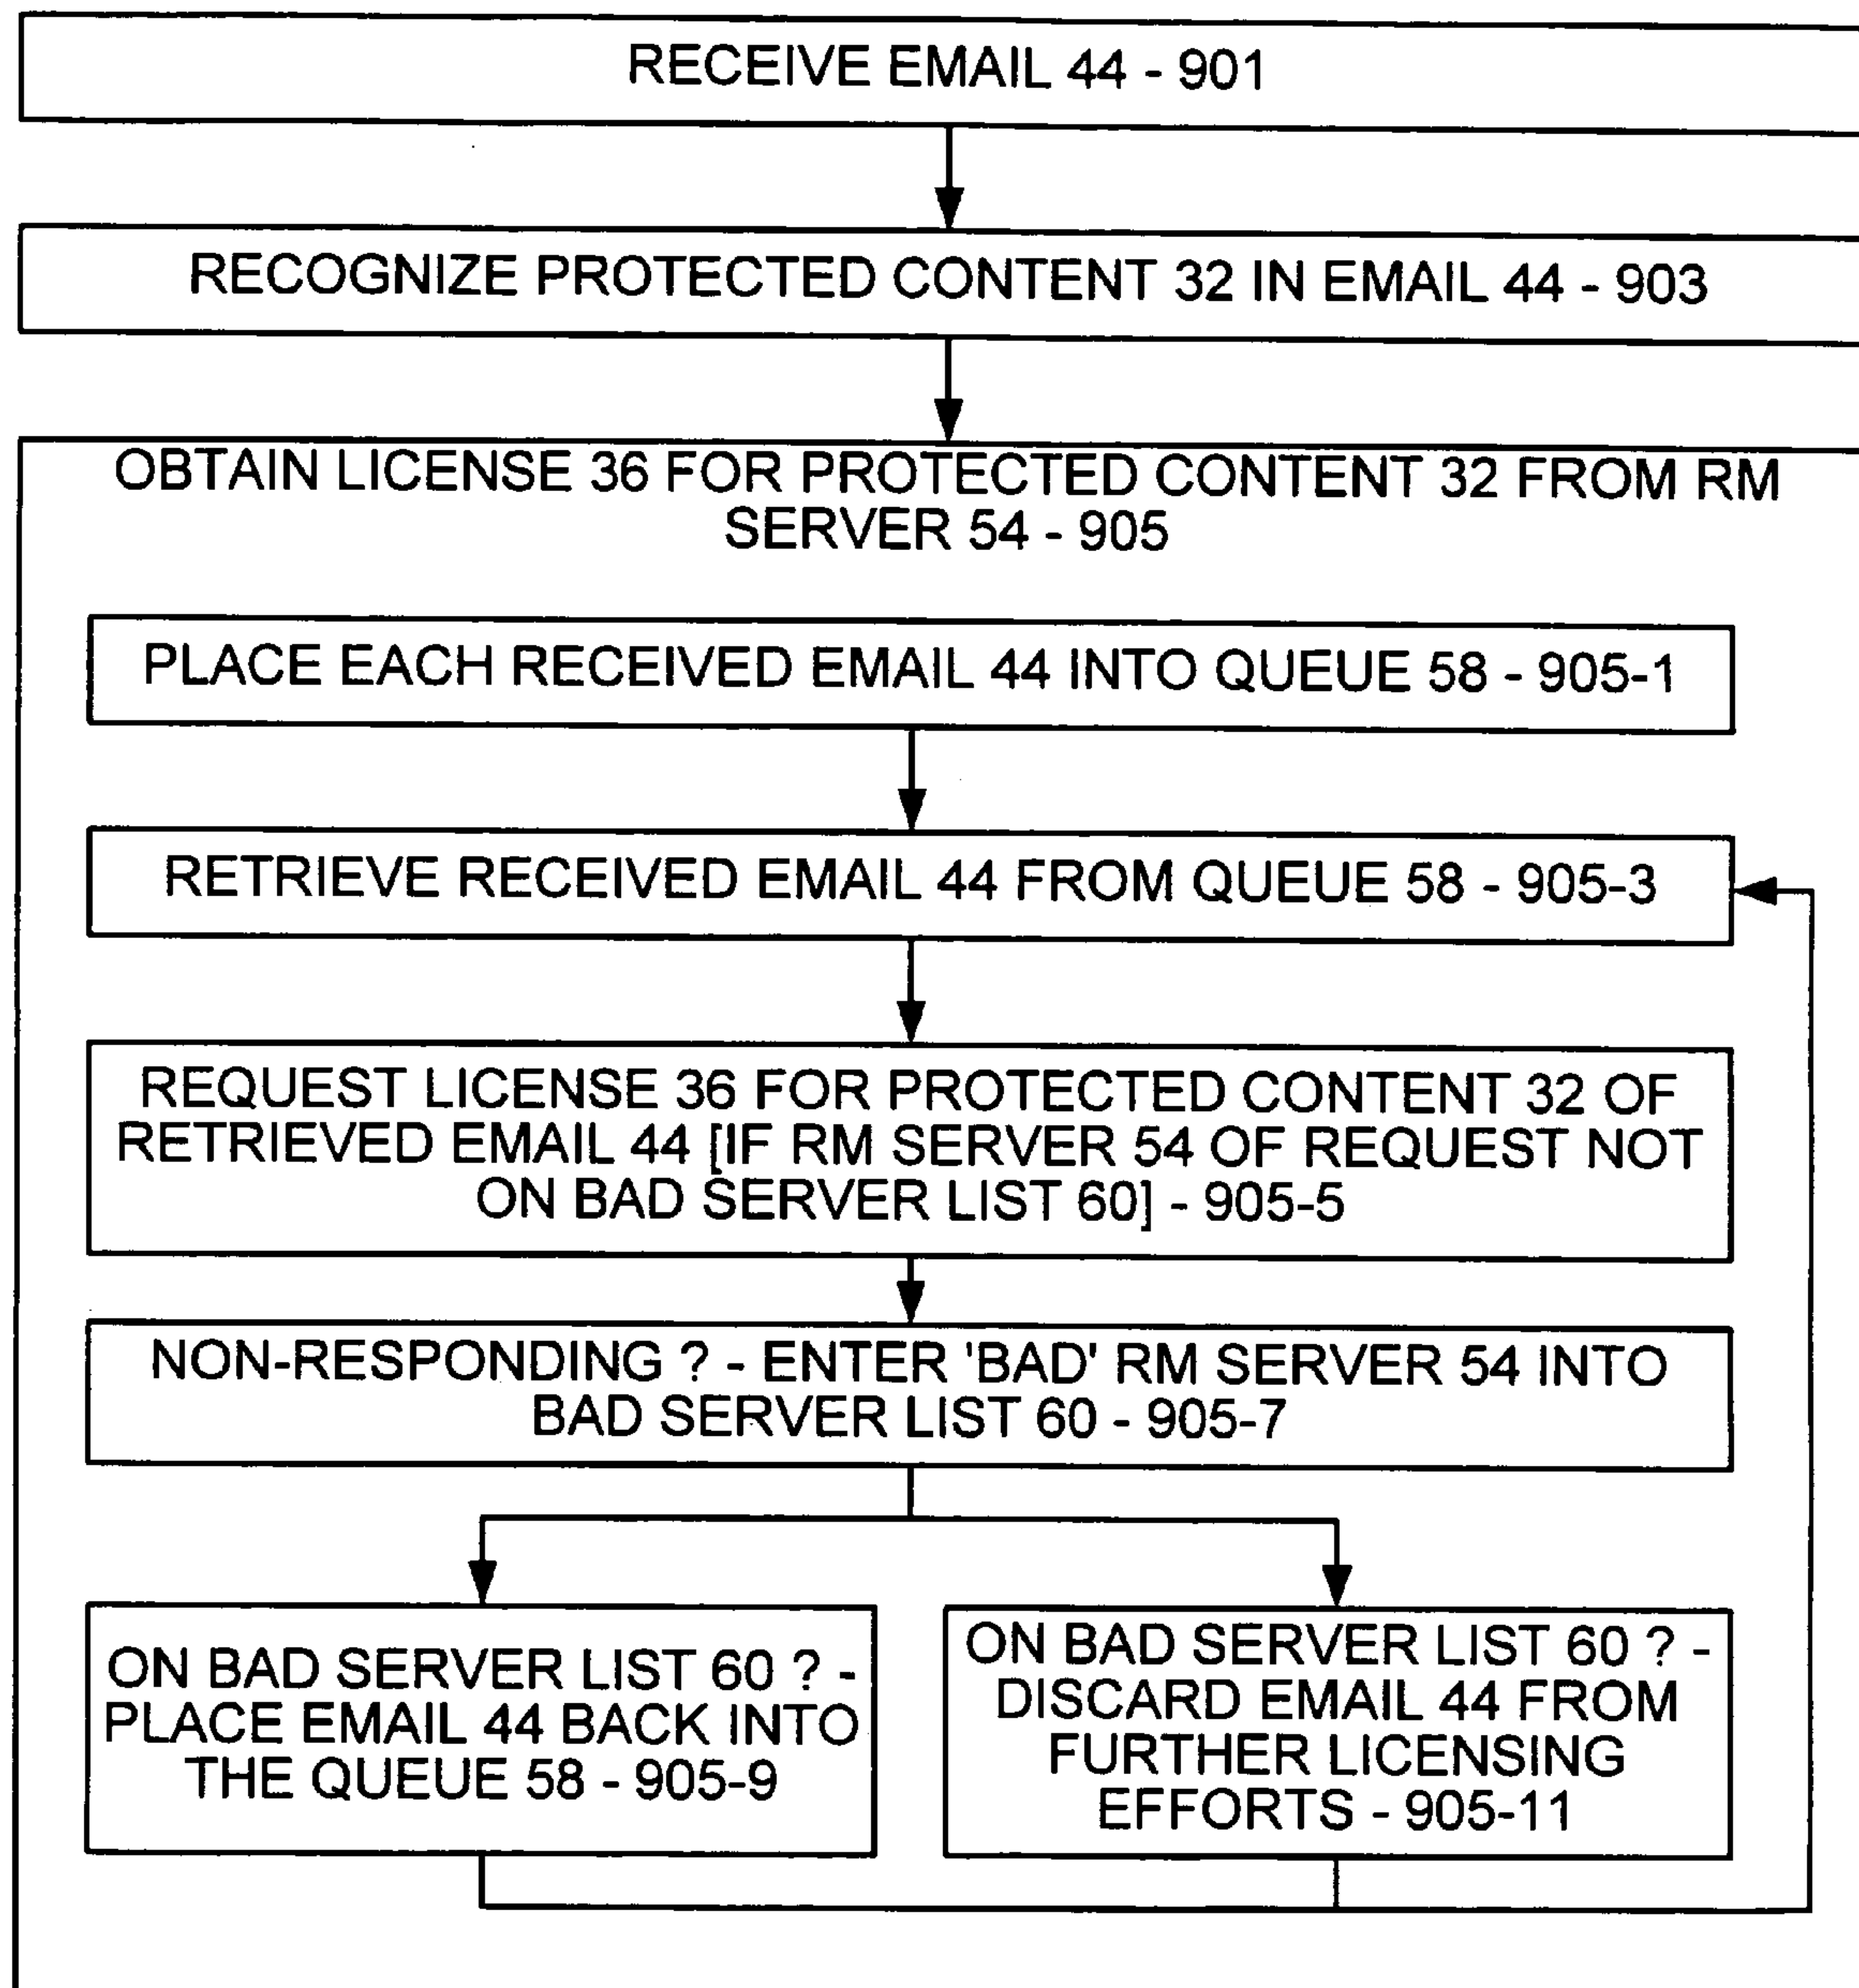 RECEIVE EMAIL 44 - 901
RECOGNIZE PROTECTED CONTENT 32 IN EMAIL 44 - 903
OBTAIN LICENSE 36 FOR PROTECTED CONTENT 32 FROM RM
SERVER 54 - 905
PLACE EACH RECEIVED EMAIL 44 INTO QUEUE 58 - 905-1
RETRIEVE RECEIVED EMAIL 44 FROM QUEUE 58 - 905-3
REQUEST LICENSE 36 FOR PROTECTED CONTENT 32 OF
RETRIEVED EMAIL 44 [IF RM SERVER 54 OF REQUEST NOT
ON BAD SERVER LIST 60] - 905-5
NON-RESPONDING ? - ENTER 'BAD' RM SERVER 54 INTO
BAD SERVER LIST 60 - 905-7
ON BAD SERVER LIST 60 ? -
PLACE EMAIL 44 BACK INTO
THE QUEUE 58 - 905-9
ON BAD SERVER LIST 60 ? -
DISCARD EMAIL 44 FROM
FURTHER LICENSING
EFFORTS - 905-11